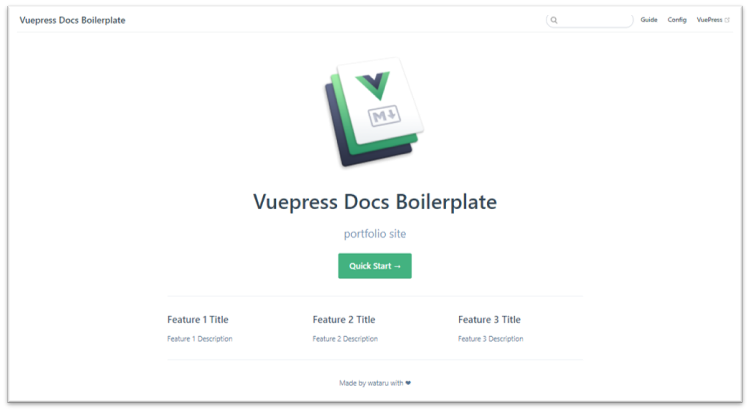 Vuepress Docs Boilerplate
Guide Config VuePress
M
Vuepress Docs Boilerplate
portfolio site
Quick Start →
Feature 1 Title Feature 2 Title Feature 3 Title
Feature 1 Description Feature 2 Description Feature 3 Description
Made by wataru with ❤